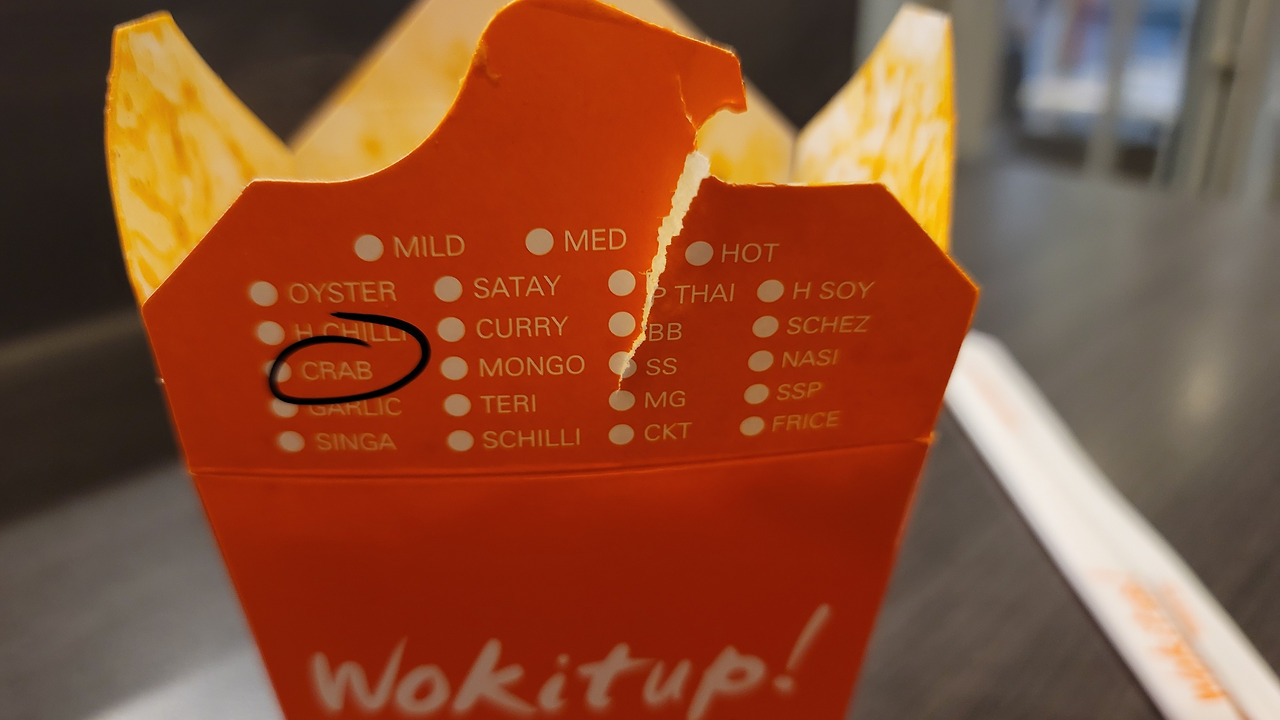 MILD MED HOT
OYSTER SATAY P THAI H SOY
H CHILLI CURRY BB SCHEZ
CRAB MONGO SS NASI
GARLIC TERI MG SSP
SINGA SCHILLI CKT FRICE
Wokitup!